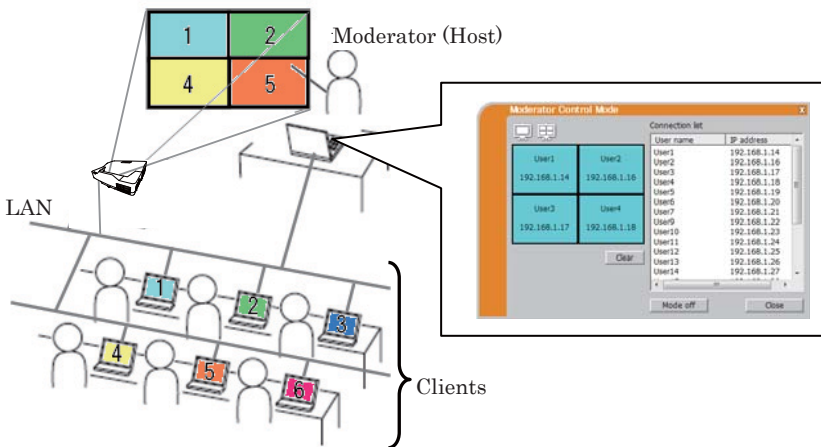 1 2
4 5
Moderator (Host)
Moderator Control Mode X
Connection list
User name IP address
User1 192.168.1.14
User2 192.168.1.16
User3 192.168.1.17
User4 192.168.1.18
User5 192.168.1.19
User6 192.168.1.20
User7 192.168.1.21
User9 192.168.1.22
User10 192.168.1.23
User11 192.168.1.24
User12 192.168.1.25
User13 192.168.1.26
User14 192.168.1.27
User1 User2
192.168.1.14 192.168.1.16
User3 User4
192.168.1.17 192.168.1.18
Clear
Mode off Close
LAN
1 2 3
4 5 6
Clients